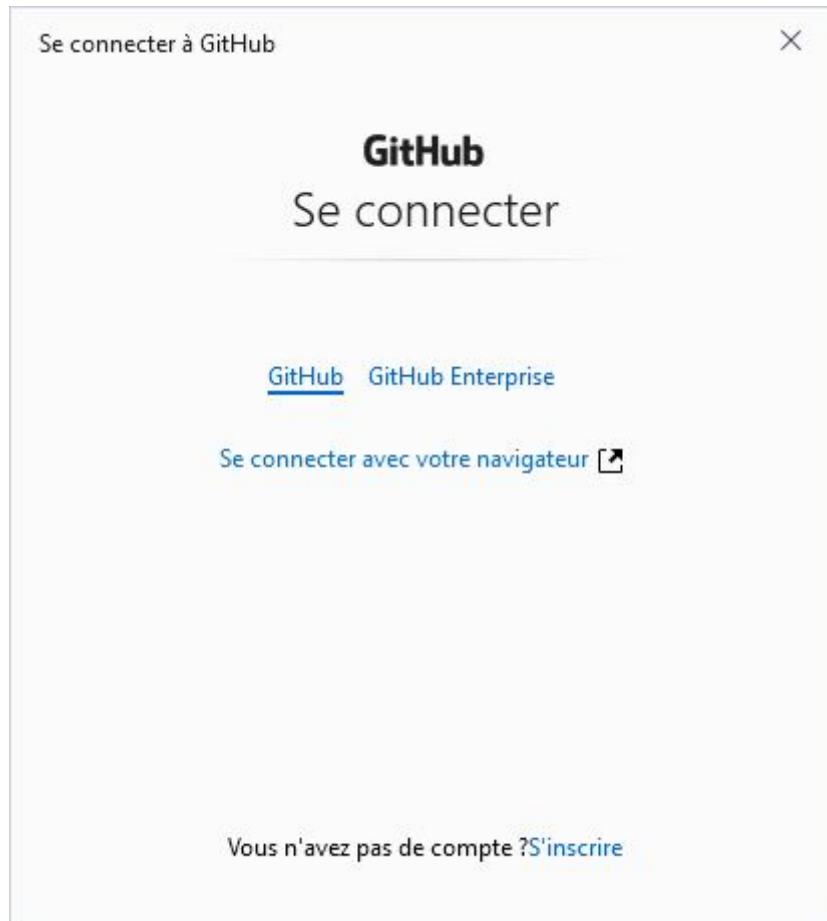 Se connecter à GitHub
GitHub
Se connecter
GitHub GitHub Enterprise
Se connecter avec votre navigateur
Vous n'avez pas de compte ?S'inscrire